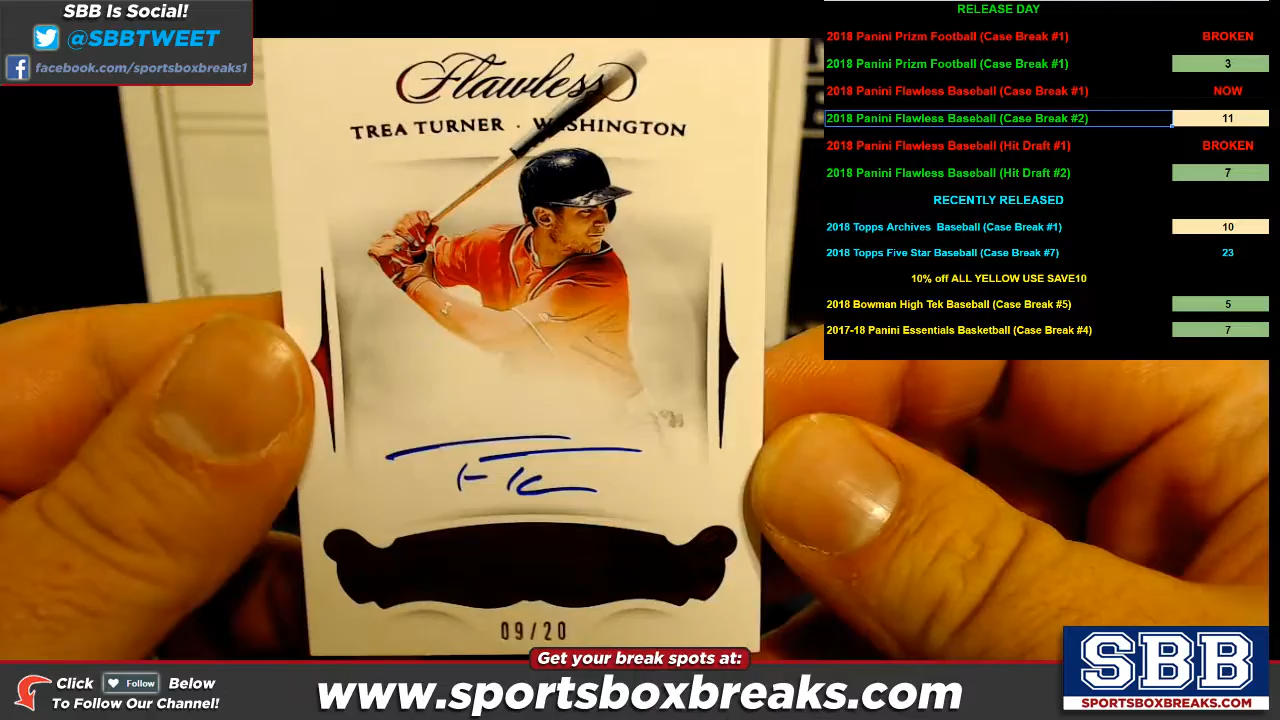 SBB Is Social!
@SBBTWEET
facebook.com/sportsboxbreaks1
Flawless
TREA TURNER · WASHINGTON
09/20
RELEASE DAY
2018 Panini Prizm Football (Case Break #1) BROKEN
2018 Panini Prizm Football (Case Break #1) 3
2018 Panini Flawless Baseball (Case Break #1) NOW
2018 Panini Flawless Baseball (Case Break #2) 11
2018 Panini Flawless Baseball (Hit Draft #1) BROKEN
2018 Panini Flawless Baseball (Hit Draft #2) 7
RECENTLY RELEASED
2018 Topps Archives Baseball (Case Break #1) 10
2018 Topps Five Star Baseball (Case Break #7) 23
10% off ALL YELLOW USE SAVE10
2018 Bowman High Tek Baseball (Case Break #5) 5
2017-18 Panini Essentials Basketball (Case Break #4) 7
Get your break spots at:
Click Follow Below
To Follow Our Channel!
www.sportsboxbreaks.com
SBB
SPORTSBOXBREAKS.COM